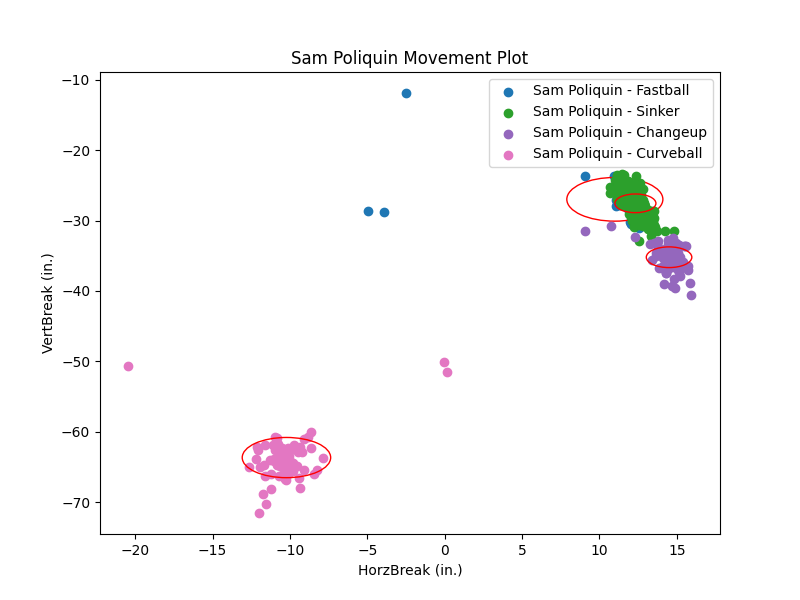 Sam Poliquin Movement Plot
Sam Poliquin - Fastball
Sam Poliquin - Sinker
Sam Poliquin - Changeup
Sam Poliquin - Curveball
VertBreak (in.)
−10
−20
−30
−40
−50
−60
−70
−20 −15 −10 −5 0 5 10 15
HorzBreak (in.)